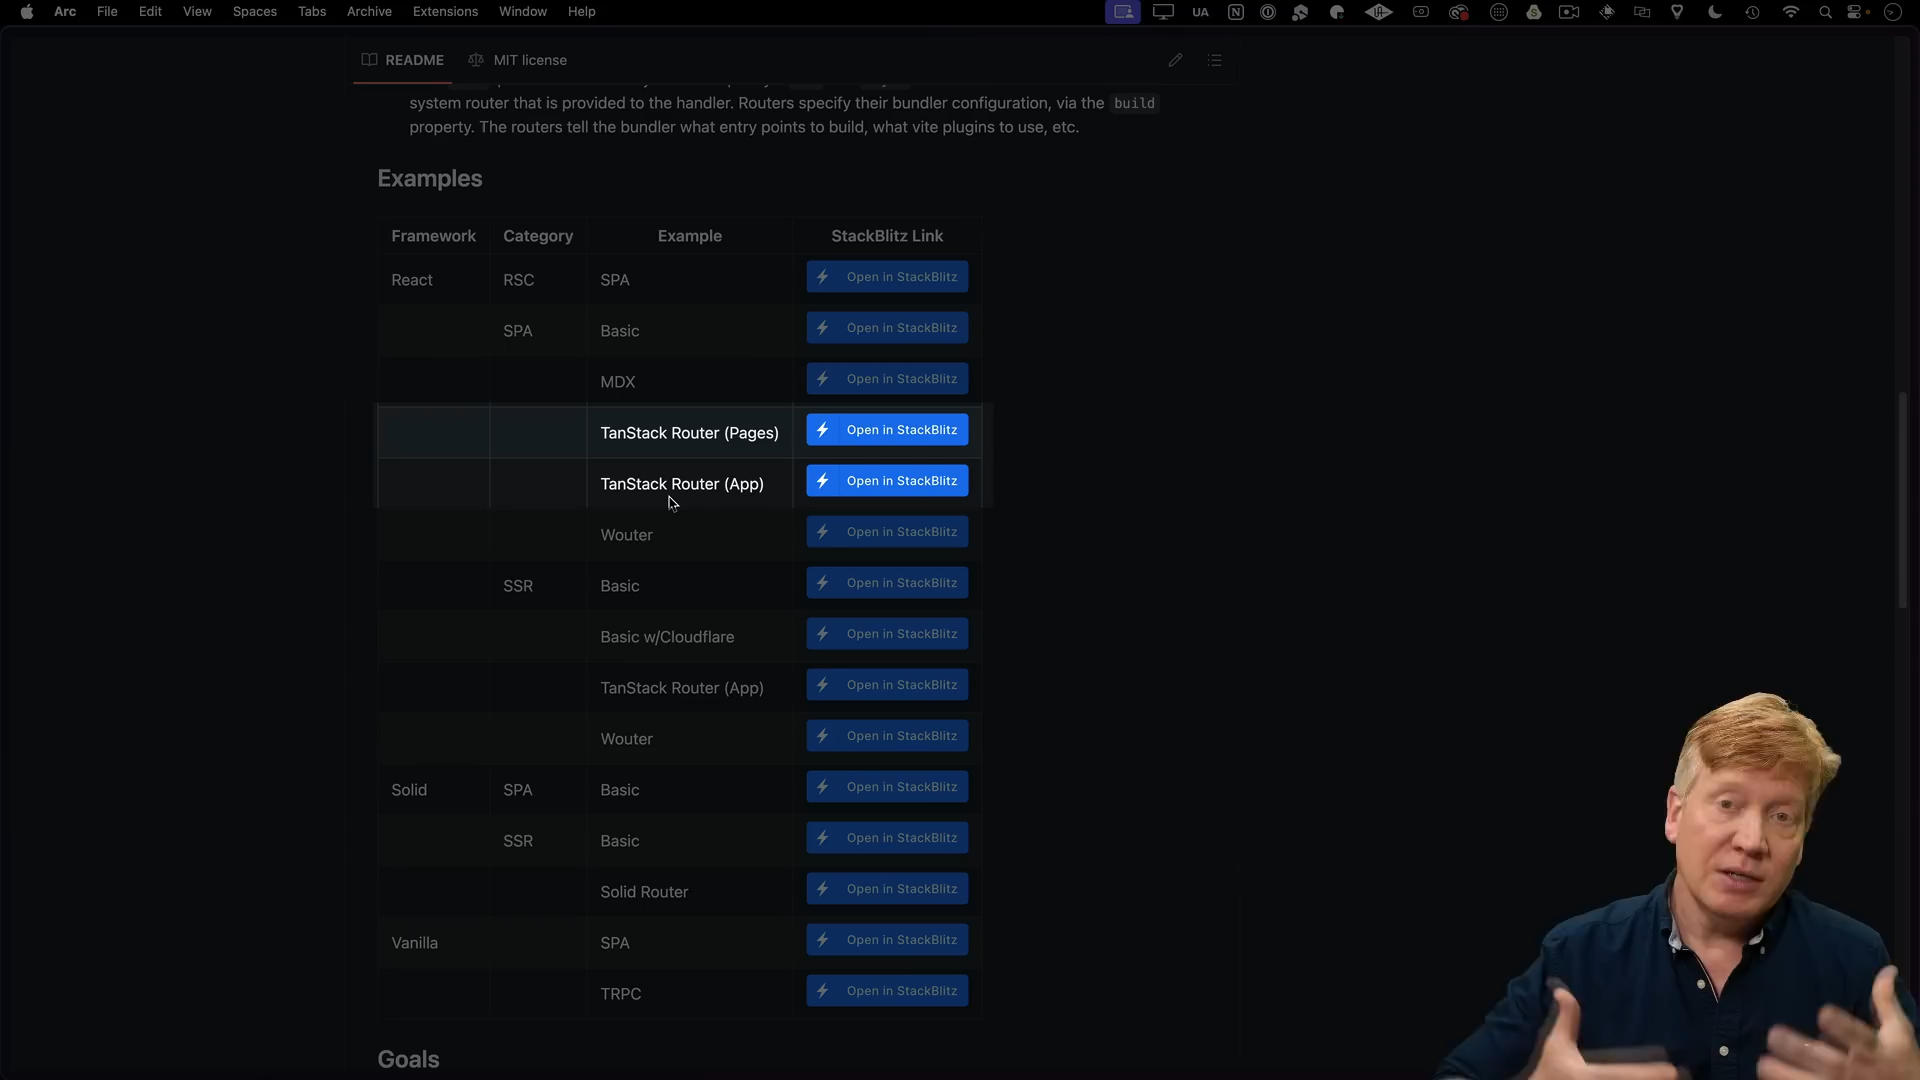 Arc File Edit View Spaces Tabs Archive Extensions Window Help
UA
README MIT license
system router that is provided to the handler. Routers specify their bundler configuration, via the build
property. The routers tell the bundler what entry points to build, what vite plugins to use, etc.
Examples
Framework Category Example StackBlitz Link
React RSC SPA Open in StackBlitz
SPA Basic Open in StackBlitz
MDX Open in StackBlitz
TanStack Router (Pages) Open in StackBlitz
TanStack Router (App) Open in StackBlitz
Wouter Open in StackBlitz
SSR Basic Open in StackBlitz
Basic w/Cloudflare Open in StackBlitz
TanStack Router (App) Open in StackBlitz
Wouter Open in StackBlitz
Solid SPA Basic Open in StackBlitz
SSR Basic Open in StackBlitz
Solid Router Open in StackBlitz
Vanilla SPA Open in StackBlitz
TRPC Open in StackBlitz
Goals